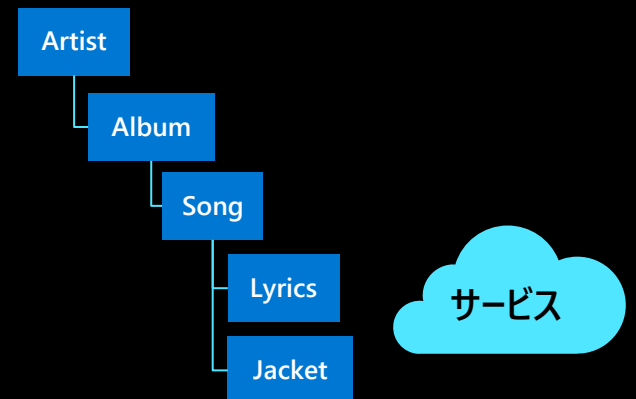 Artist
Album
Song
Lyrics
Jacket
サービス